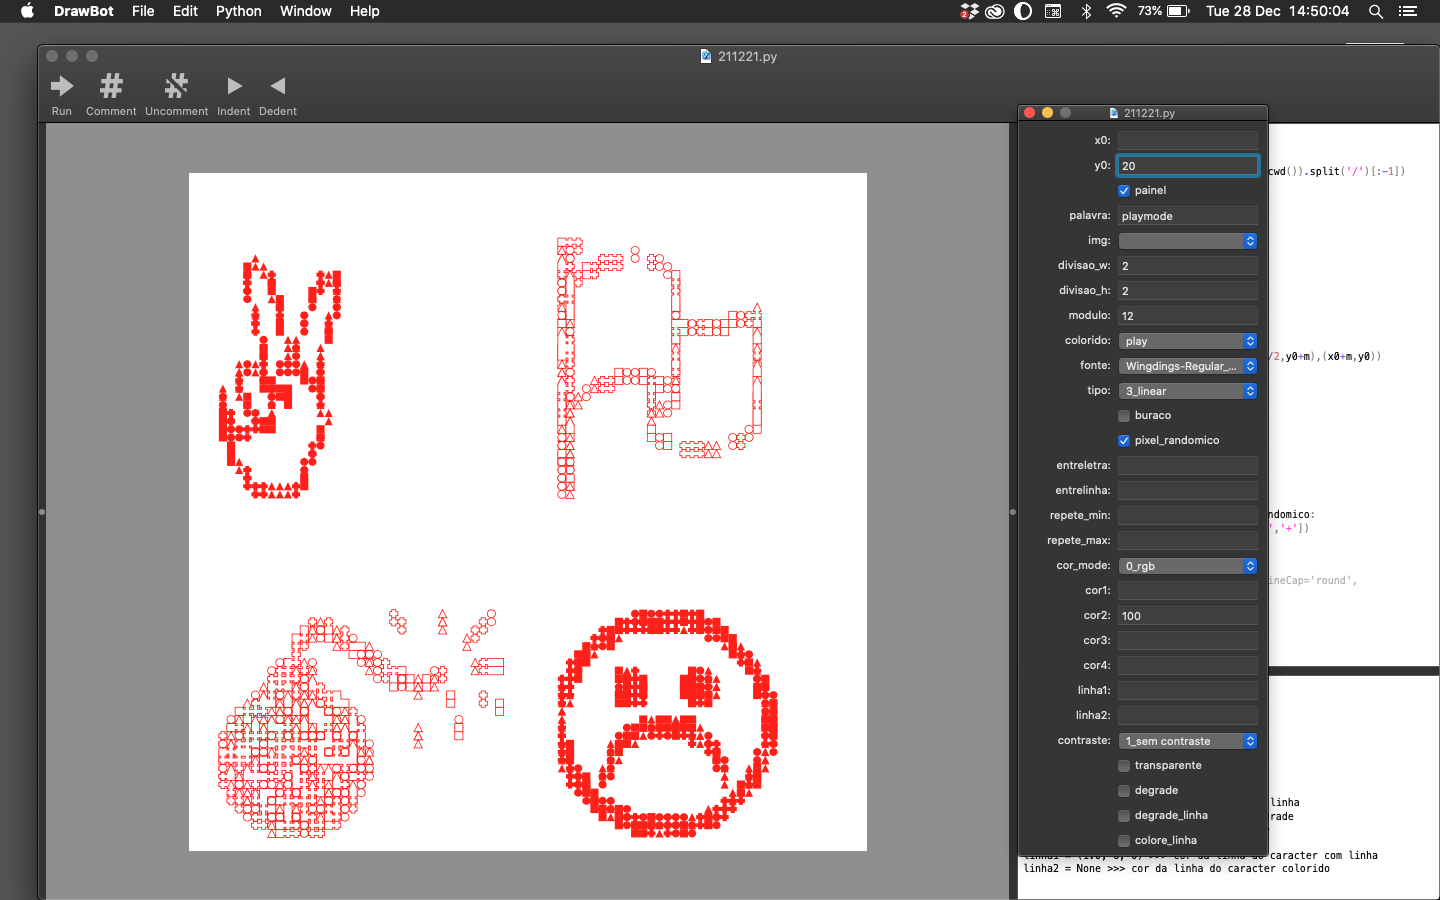 DrawBot File Edit Python Window Help 2 73% Tue 28 Dec 14:50:04
211221.py
Run Comment Uncomment Indent Dedent
211221.py
x0:
y0: 20
painel
palavra: playmode
img:
divisao_w: 2
divisao_h: 2
modulo: 12
colorido: play
fonte: Wingdings-Regular_...
tipo: 3_linear
buraco
pixel_randomico
entreletra:
entrelinha:
repete_min:
repete_max:
cor_mode: 0_rgb
cor1:
cor2: 100
cor3:
cor4:
linha1:
linha2:
contraste: 1_sem contraste
transparente
degrade
degrade_linha
colore_linha
cwd()).split('/')[:-1])
/2,y0+m),(x0+m,y0))
ndomico:
','+'])
ineCap='round',
linha
rade
caracter com linha
linha2 = None >>> cor da linha do caracter colorido